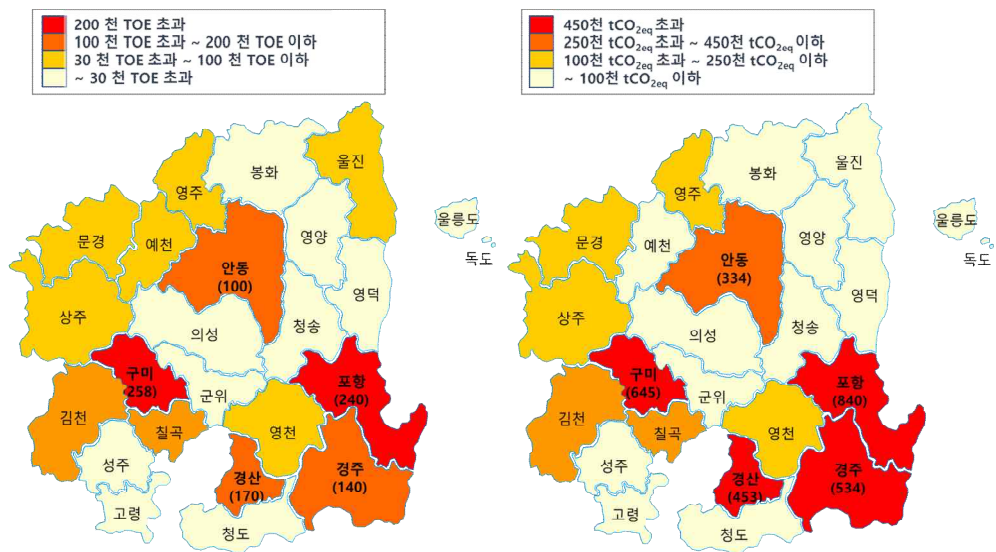 200 천 TOE 초과
100 천 TOE 초과 ~ 200 천 TOE 이하
30 천 TOE 초과 ~ 100 천 TOE 이하
~ 30 천 TOE 초과
울진
봉화
영주
울릉도
독도
문경
예천
영양
안동
(100)
영덕
상주
의성
청송
구미
(258)
포항
(240)
군위
김천
칠곡
영천
성주
경산
(170)
경주
(140)
고령
청도
450천 tCO2eq 초과
250천 tCO2eq 초과 ~ 450천 tCO2eq 이하
100천 tCO2eq 초과 ~ 250천 tCO2eq 이하
~ 100천 tCO2eq 이하
울진
봉화
영주
울릉도
독도
문경
예천
영양
안동
(334)
영덕
상주
의성
청송
구미
(645)
포항
(840)
군위
김천
칠곡
영천
성주
경산
(453)
경주
(534)
고령
청도